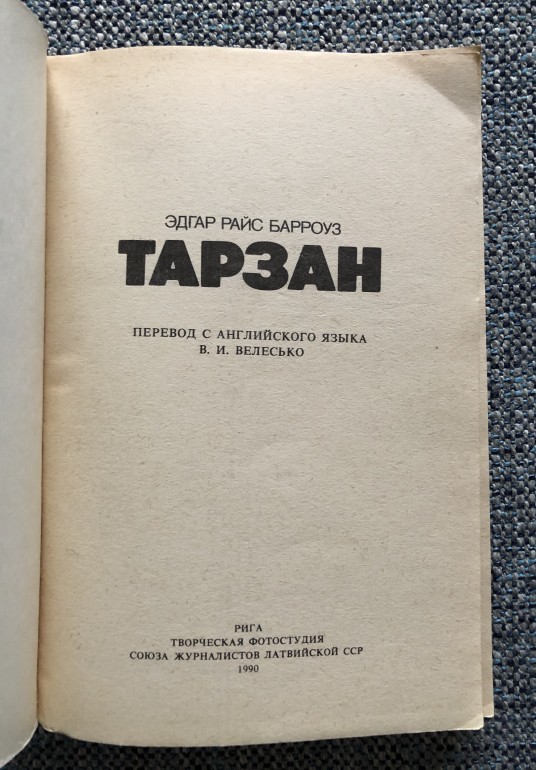 ЭДГАР РАЙС БАРРОУЗ
ТАРЗАН
ПЕРЕВОД С АНГЛИЙСКОГО ЯЗЫКА
В. И. ВЕЛЕСЬКО
РИГА
ТВОРЧЕСКАЯ ФОТОСТУДИЯ
СОЮЗА ЖУРНАЛИСТОВ ЛАТВИЙСКОЙ ССР
1990